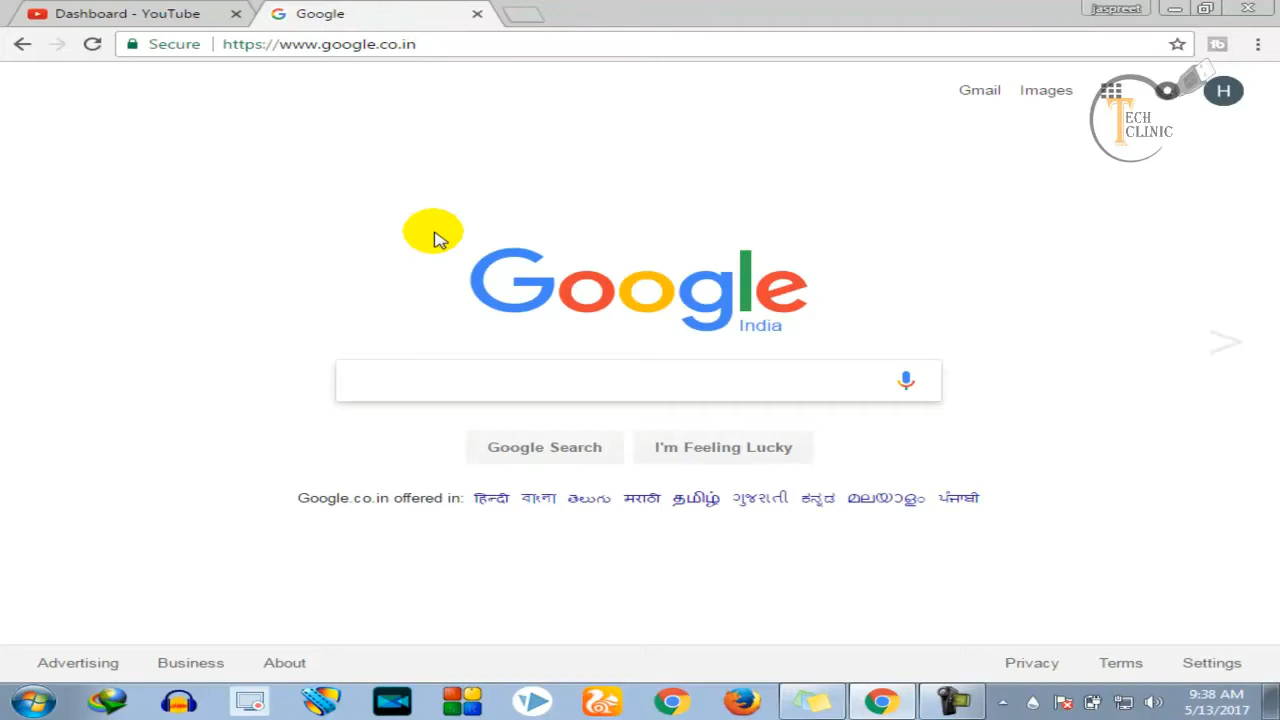 Dashboard - YouTube
Google
jaspreet
Secure
https://www.google.co.in
Gmail
Images
H
TECH
CLINIC
Google
India
Google Search
I'm Feeling Lucky
Google.co.in offered in: हिन्दी বাংলা తెలుగు मराठी தமிழ் ગુજરાતી ಕನ್ನಡ മലയാളം ਪੰਜਾਬੀ
Advertising
Business
About
Privacy
Terms
Settings
9:38 AM
5/13/2017